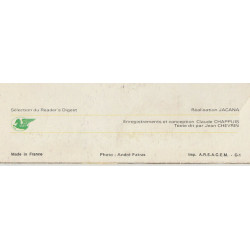 Sélection du Reader's Digest
Réalisation JACANA
Enregistrements et conception Claude CHAPPUIS
Texte dit par Jean CHEVRIN
Made in France
Photo : André Fatras
Imp. A.R.S.A.G.E.M. - G-1